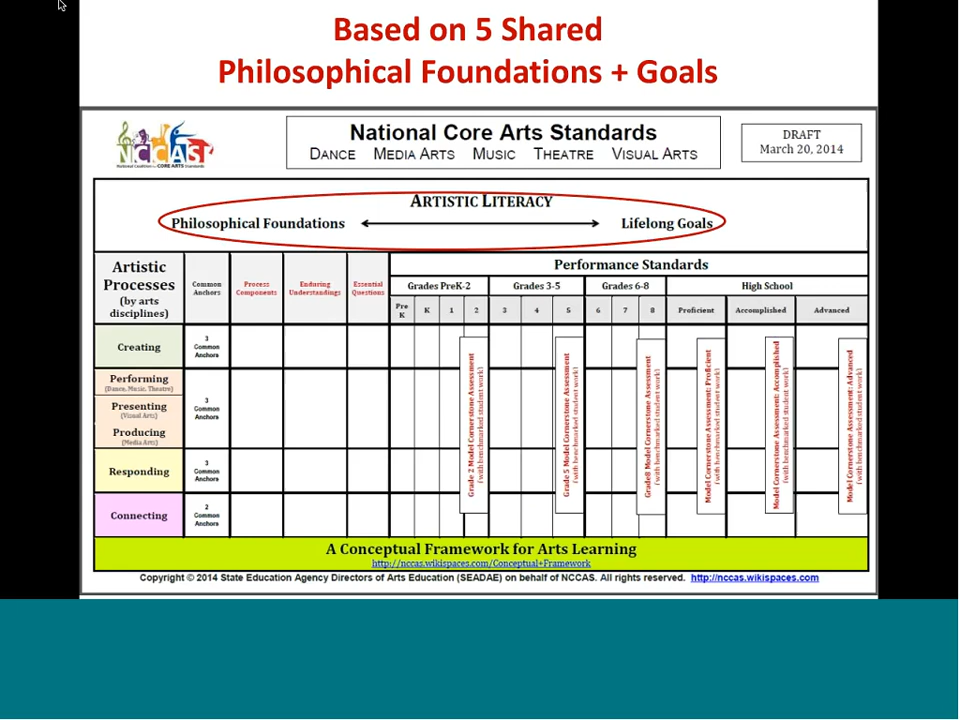 Based on 5 Shared
Philosophical Foundations + Goals
NCCAS
National Coalition for CORE ARTS Standards
National Core Arts Standards
DANCE MEDIA ARTS MUSIC THEATRE VISUAL ARTS
DRAFT
March 20, 2014
ARTISTIC LITERACY
Philosophical Foundations
Lifelong Goals
Artistic
Processes
(by arts
disciplines)
Common
Anchors
Process
Components
Enduring
Understandings
Essential
Questions
Performance Standards
Grades PreK-2
Grades 3-5
Grades 6-8
High School
Pre
K
K
1
2
3
4
5
6
7
8
Proficient
Accomplished
Advanced
Creating
3
Common
Anchors
Performing
(Dance, Music, Theatre)
Presenting
(Visual Arts)
Producing
(Media Arts)
3
Common
Anchors
Responding
3
Common
Anchors
Connecting
2
Common
Anchors
Grade 2 Model Cornerstone Assessment
(with benchmarked student work)
Grade 5 Model Cornerstone Assessment
(with benchmarked student work)
Grade8 Model Cornerstone Assessment
(with benchmarked student work)
Model Cornerstone Assessment: Proficient
(with benchmarked student work)
Model Cornerstone Assessment: Accomplished
(with benchmarked student work)
Model Cornerstone Assessment: Advanced
(with benchmarked student work)
A Conceptual Framework for Arts Learning
http://nccas.wikispaces.com/Conceptual+Framework
Copyright © 2014 State Education Agency Directors of Arts Education (SEADAE) on behalf of NCCAS. All rights reserved. http://nccas.wikispaces.com